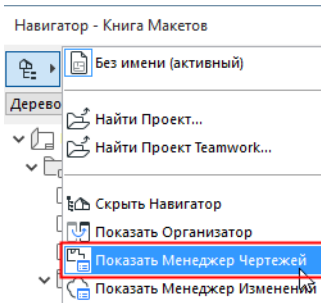 Навигатор - Книга Макетов
Без имени (активный)
Дерево
Найти Проект...
Найти Проект Teamwork...
Скрыть Навигатор
Показать Организатор
Показать Менеджер Чертежей
Показать Менеджер Изменений